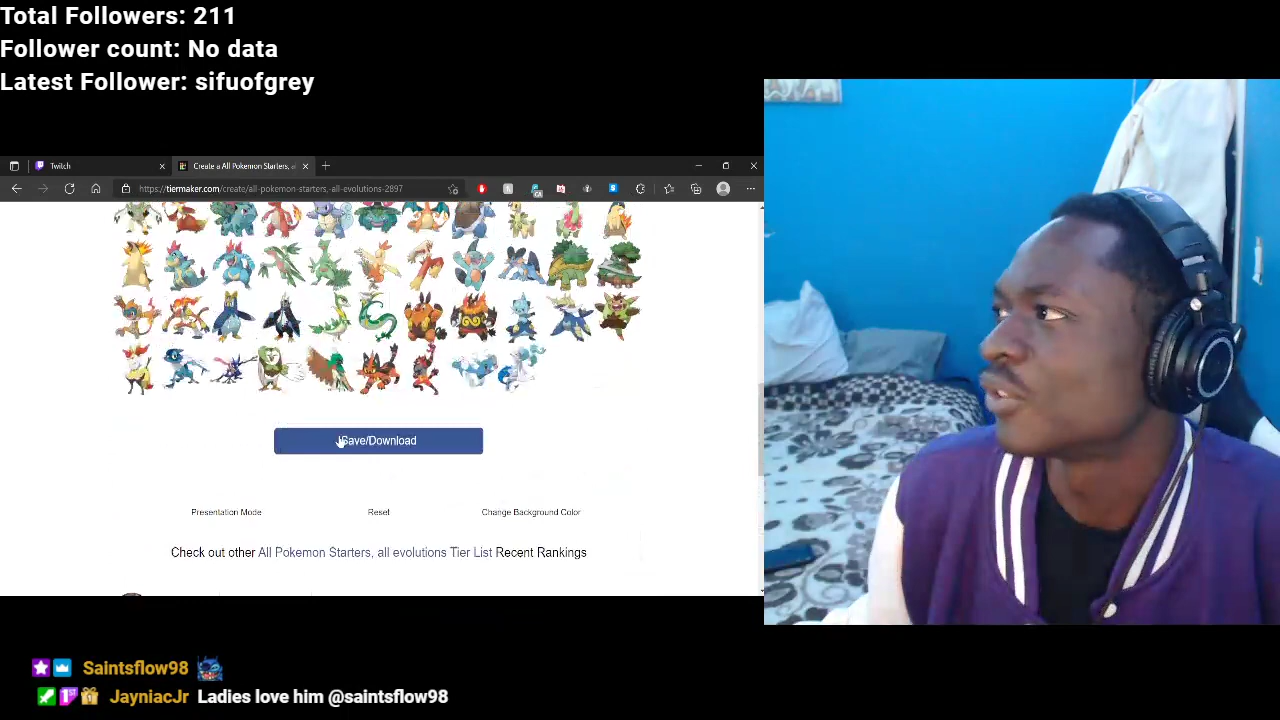 Total Followers: 211
Follower count: No data
Latest Follower: sifuofgrey
Twitch
Create a All Pokemon Starters, al
https://tiermaker.com/create/all-pokemon-starters,-all-evolutions-2897
Save/Download
Presentation Mode
Reset
Change Background Color
Check out other All Pokemon Starters, all evolutions Tier List Recent Rankings
Saintsflow98
JayniacJr Ladies love him @saintsflow98